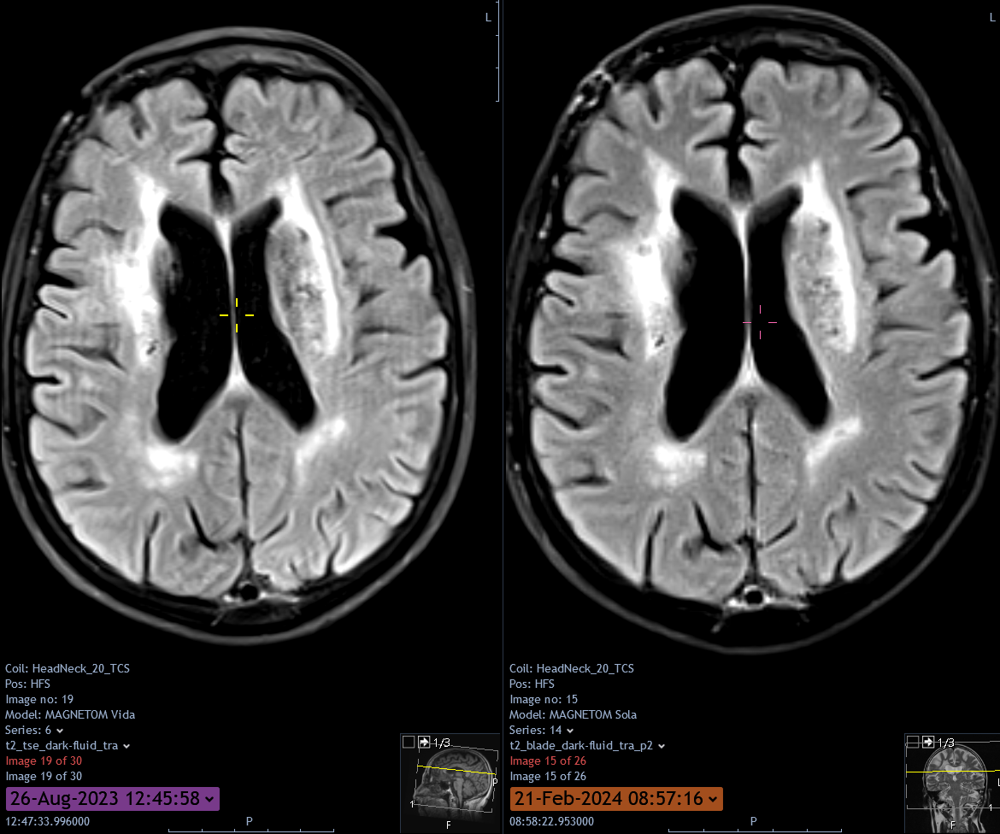 L
Coil: HeadNeck_20_TCS
Pos: HFS
Image no: 19
Model: MAGNETOM Vida
Series: 6
t2_tse_dark-fluid_tra
Image 19 of 30
Image 19 of 30
26-Aug-2023 12:45:58
12:47:33.996000
P
1/3
P
1
F
L
Coil: HeadNeck_20_TCS
Pos: HFS
Image no: 15
Model: MAGNETOM Sola
Series: 14
t2_blade_dark-fluid_tra_p2
Image 15 of 26
Image 15 of 26
21-Feb-2024 08:57:16
08:58:22.953000
P
1/3
L
1
F